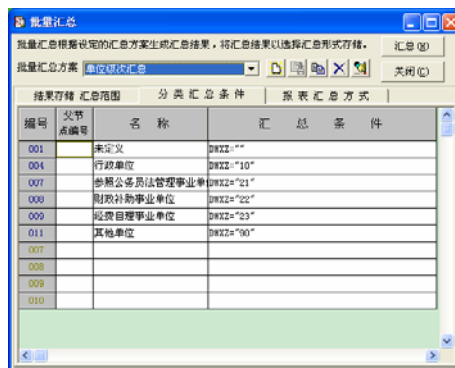 批量汇总
批量汇总根据设定的汇总方案生成汇总结果，将汇总结果以选择汇总形式存储。
汇总(X)
批量汇总方案 单位级次汇总
关闭(C)
结果存储 汇总范围 分类汇总条件 报表汇总方式
编号 父节点编号 名称 汇总条件
001 未定义 DWXZ=""
004 行政单位 DWXZ="10"
007 参照公务员法管理事业单 DWXZ="21"
008 财政补助事业单位 DWXZ="22"
009 经费自理事业单位 DWXZ="23"
011 其他单位 DWXZ="90"
007
008
009
010